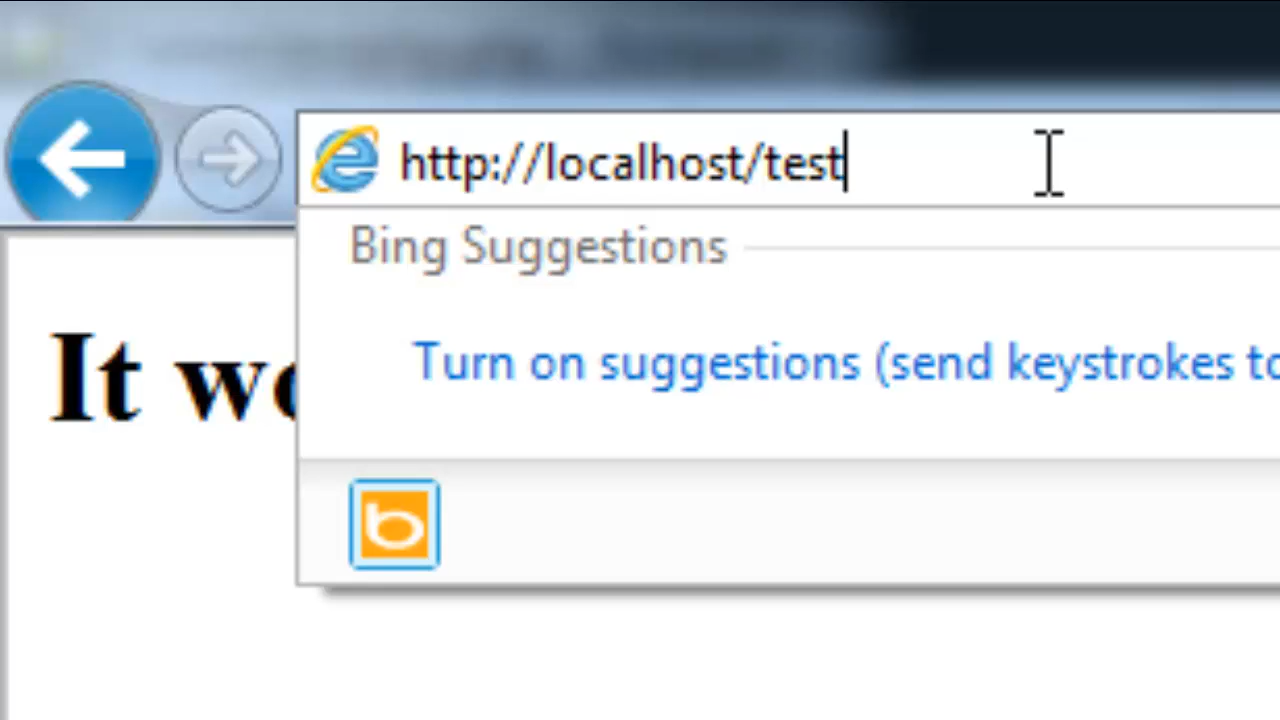 http://localhost/test
Bing Suggestions
Turn on suggestions (send keystrokes to
It wo